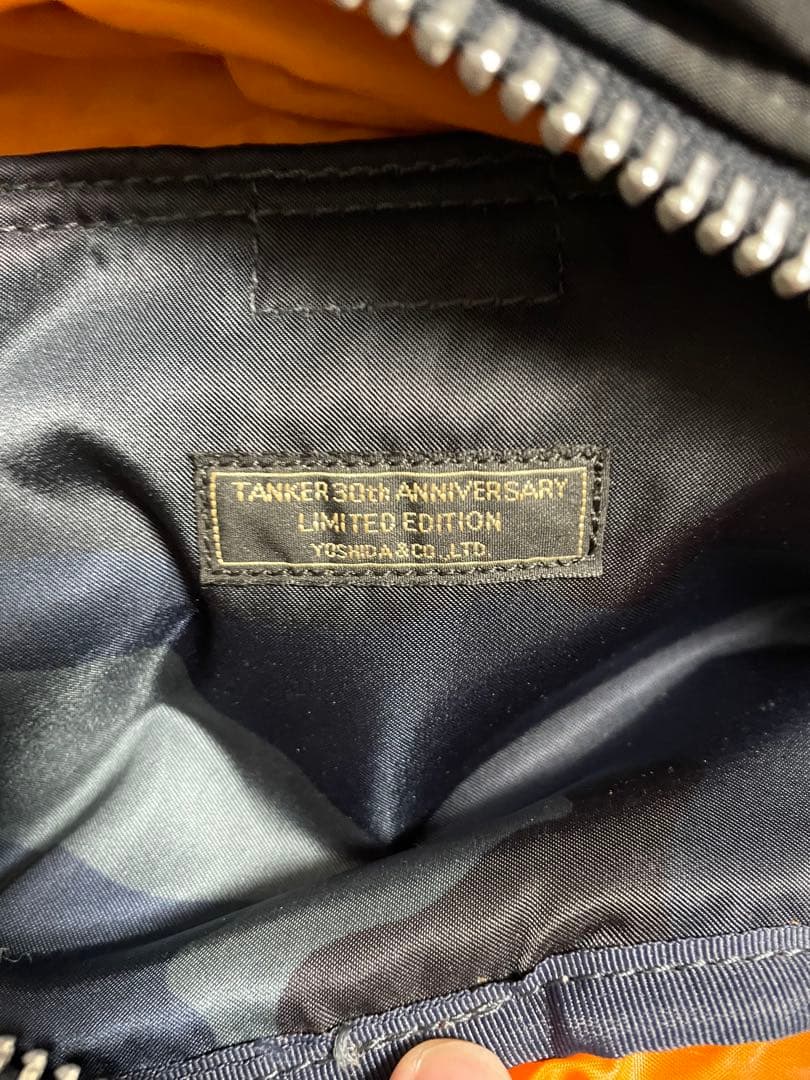 TANKER 30th ANNIVERSARY
LIMITED EDITION
YOSHIDA & CO.,LTD.